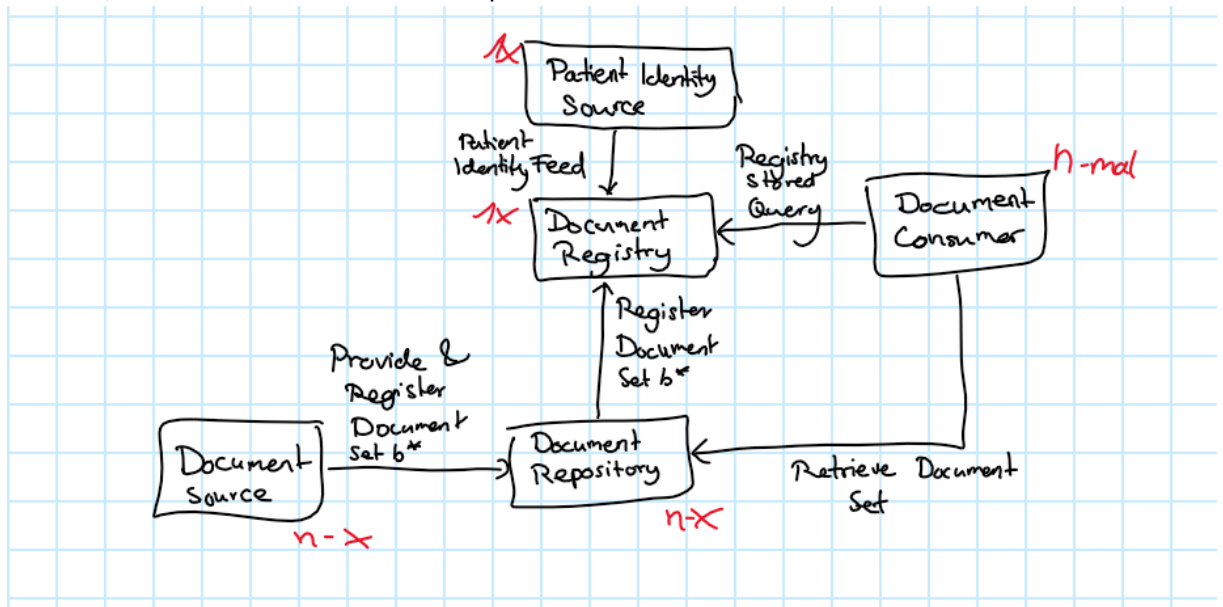 1x
Patient Identity
Source
Patient
Identity Feed
Registry
Stored
Query
n-mal
1x
Document
Registry
Document
Consumer
Register
Document
Set b*
Provide &
Register
Document
Set b*
Document
Source
n-x
Document
Repository
n-x
Retrieve Document
Set